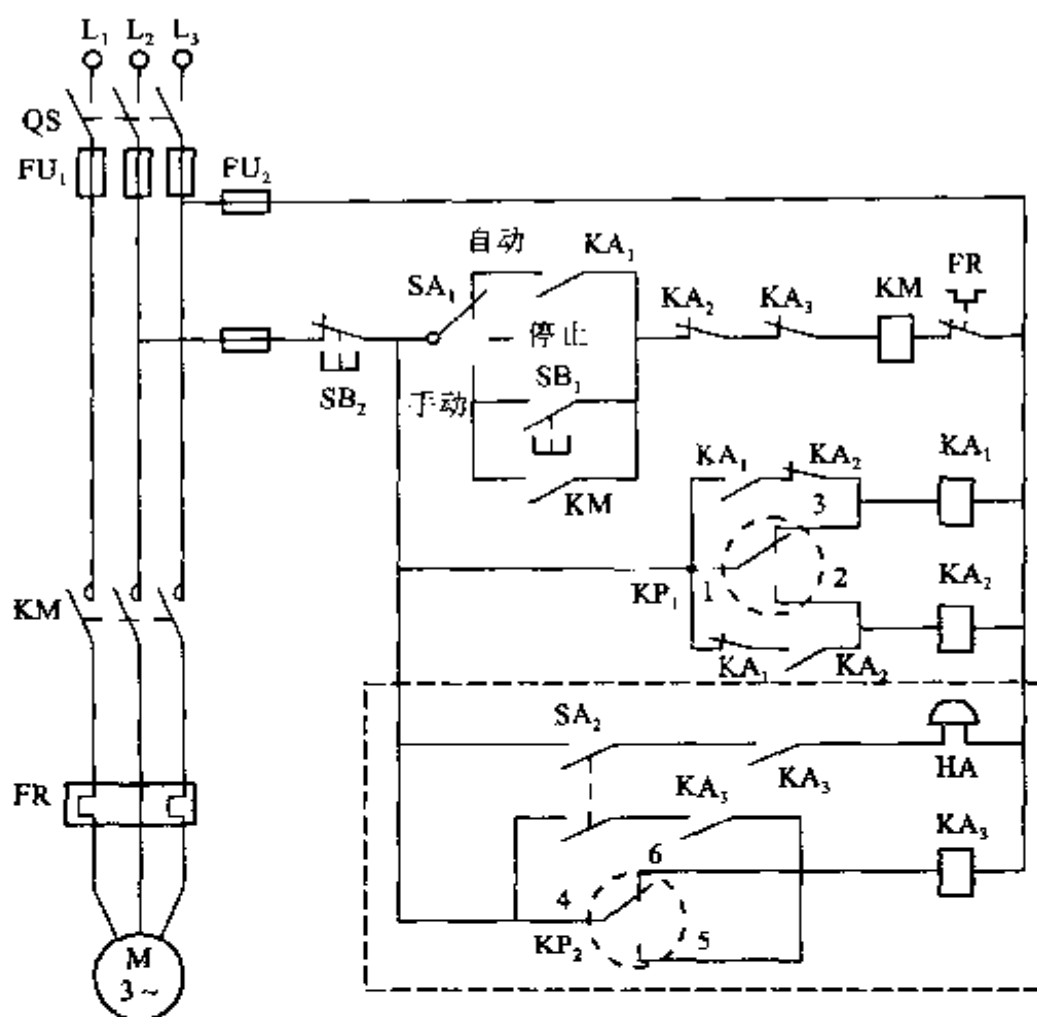 L₁ L₂ L₃
QS
FU₁ FU₂
自动 KA₁
SA₁ KA₂ KA₃ KM FR
停止
SB₂ 手动 SB₁
KM
KA₁ KA₂ KA₁
3
KP₁ 1 2 KA₂
KA₁ KA₂
KM
SA₂
KA₃ HA
FR KA₃ KA₃
6
4
KP₂ 5
M
3~